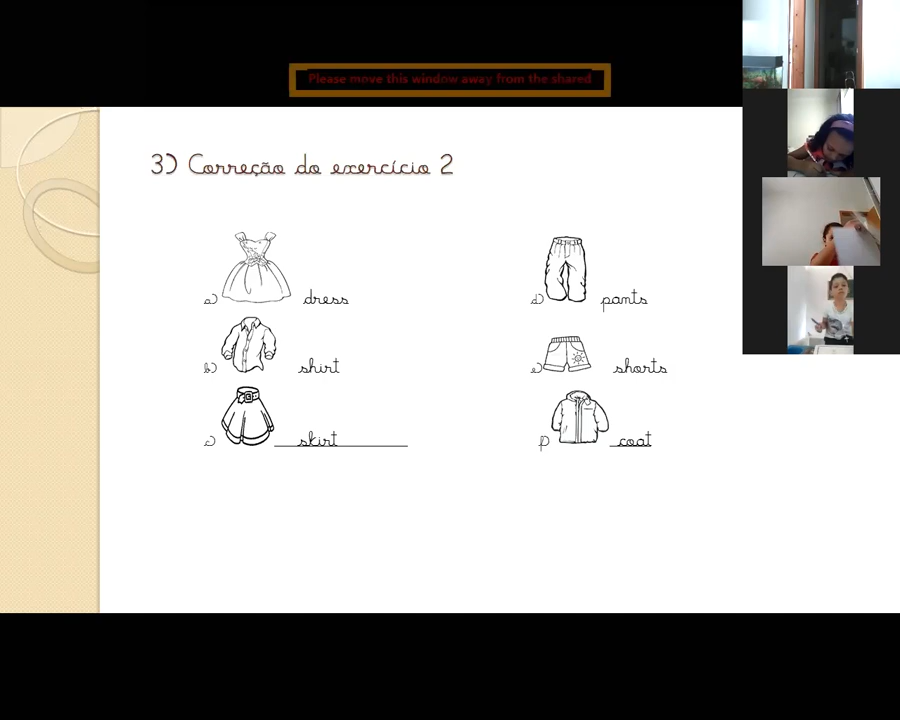 Please move this window away from the shared
3) Correção do exercício 2
a) dress
b) shirt
c) skirt
d) pants
e) shorts
f) coat